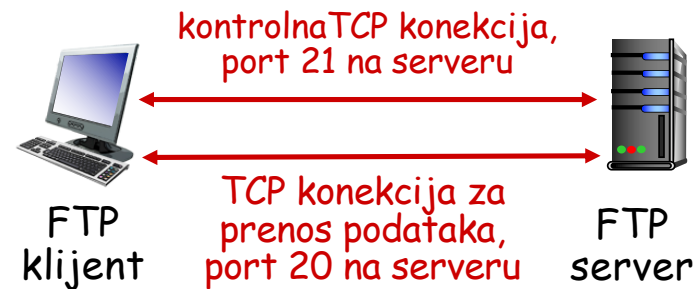 kontrolnaTCP konekcija,
port 21 na serveru
TCP konekcija za
prenos podataka,
port 20 na serveru
FTP
klijent
FTP
server